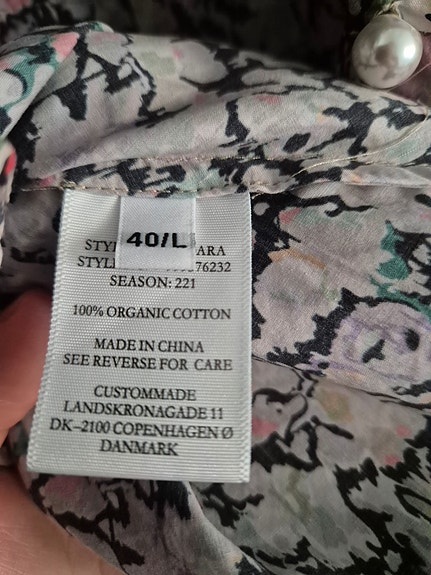 40/L
SEASON: 221
100% ORGANIC COTTON
MADE IN CHINA
SEE REVERSE FOR CARE
CUSTOMMADE
LANDSKRONAGADE 11
DK–2100 COPENHAGEN Ø
DENMARK